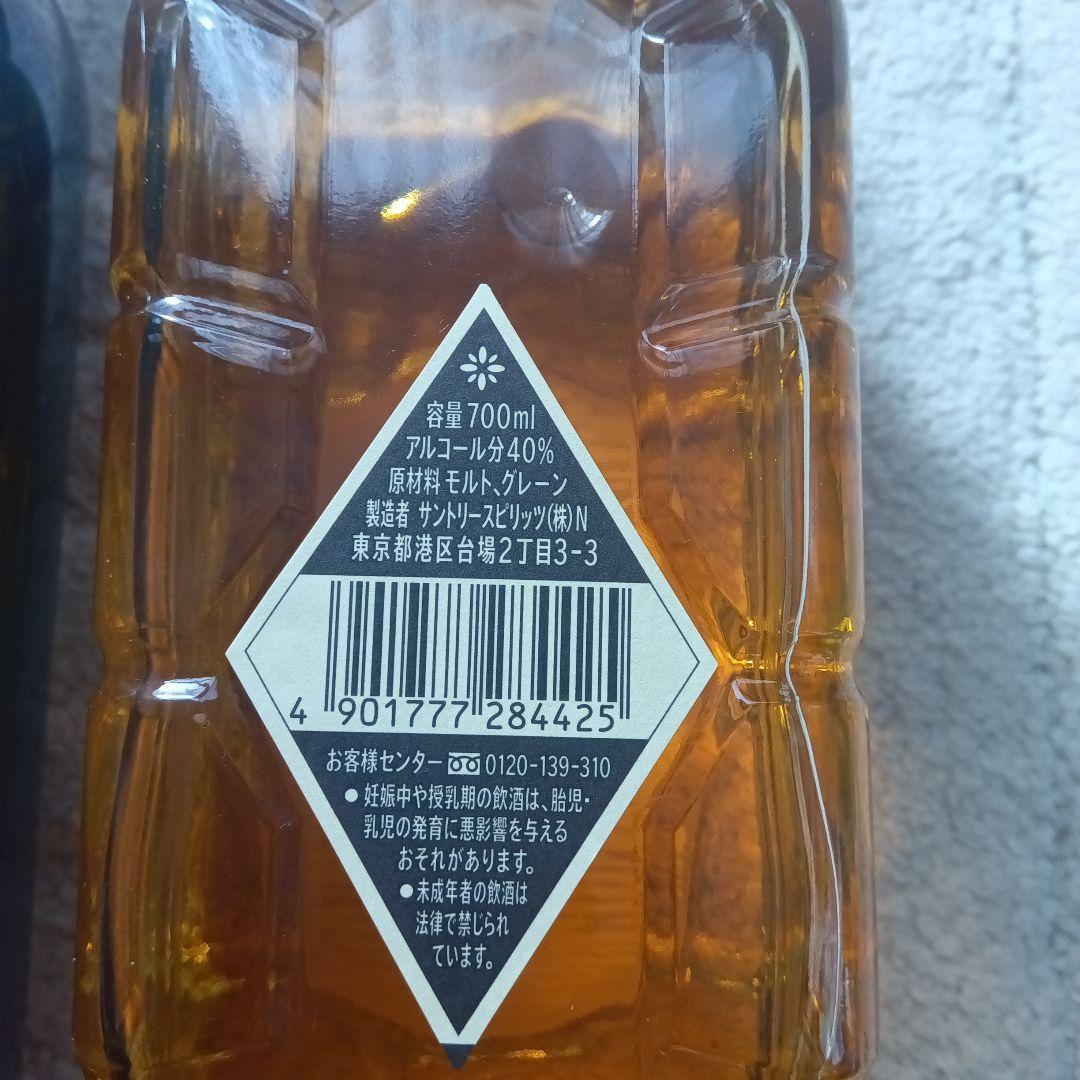 容量700ml
アルコール分40%
原材料 モルト、グレーン
製造者 サントリースピリッツ(株)N
東京都港区台場2丁目3-3
4 901777 284425
お客様センター 0120-139-310
● 妊娠中や授乳期の飲酒は、胎児・
乳児の発育に悪影響を与える
おそれがあります。
● 未成年者の飲酒は
法律で禁じられ
ています。